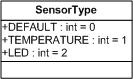 SensorType
+DEFAULT : int = 0
+TEMPERATURE : int = 1
+LED : int = 2